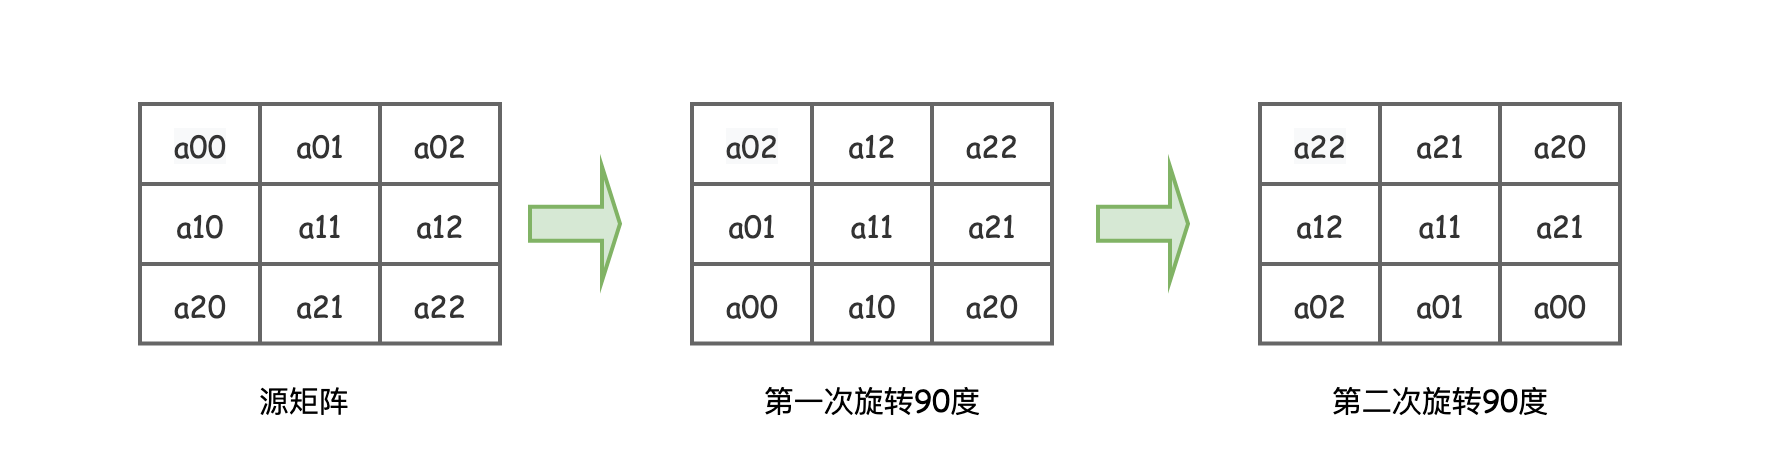 a00 a01 a02
a10 a11 a12
a20 a21 a22
源矩阵
a02 a12 a22
a01 a11 a21
a00 a10 a20
第一次旋转90度
a22 a21 a20
a12 a11 a21
a02 a01 a00
第二次旋转90度